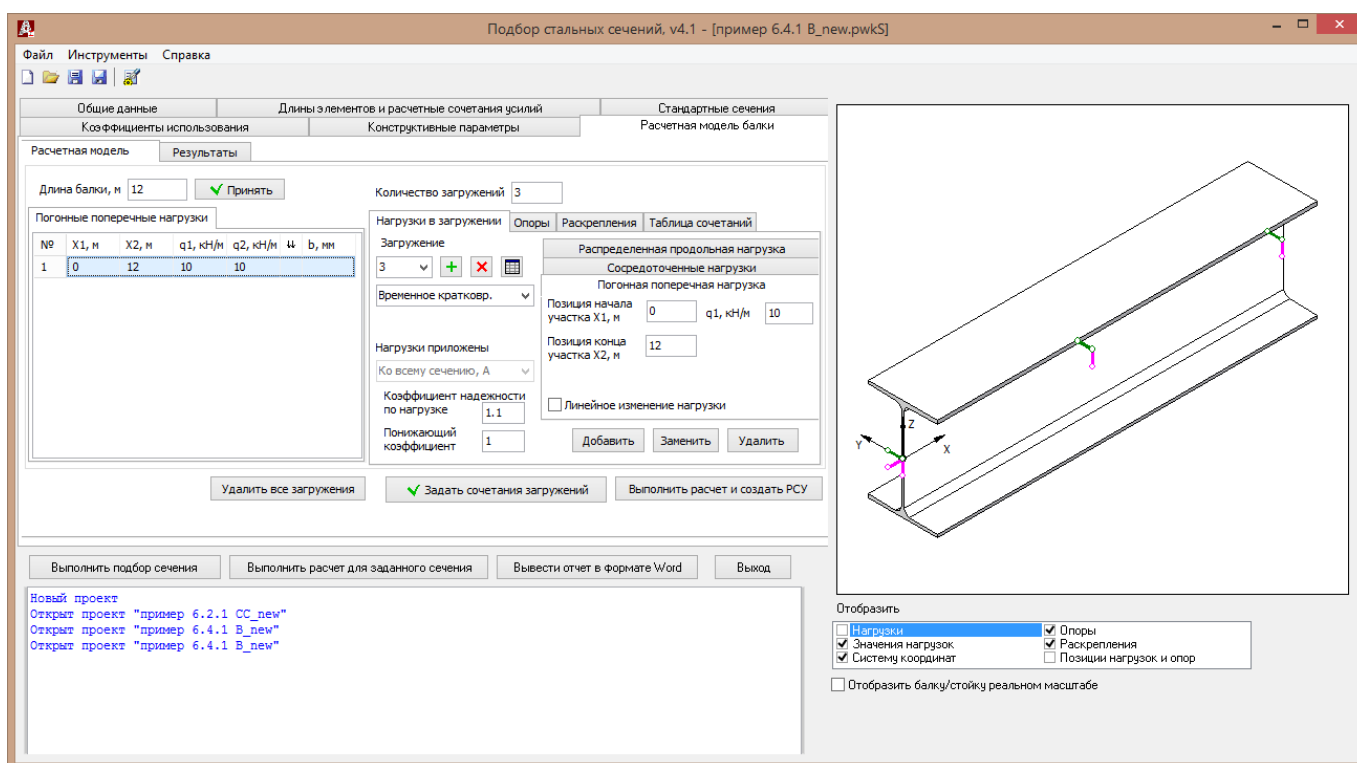 Подбор стальных сечений, v4.1 - [пример 6.4.1 B_new.pwkS]
Файл Инструменты Справка
Общие данные Длины элементов и расчетные сочетания усилий Стандартные сечения
Коэффициенты использования Конструктивные параметры Расчетная модель балки
Расчетная модель Результаты
Длина балки, м 12 Принять Количество загружений 3
Погонные поперечные нагрузки Нагрузки в загружении Опоры Раскрепления Таблица сочетаний
№ X1, м X2, м q1, кН/м q2, кН/м b, мм
1 0 12 10 10
Загружение
3
Временное кратковр.
Нагрузки приложены
Ко всему сечению, А
Коэффициент надежности
по нагрузке 1.1
Понижающий
коэффициент 1
Распределенная продольная нагрузка
Сосредоточенные нагрузки
Погонная поперечная нагрузка
Позиция начала
участка X1, м 0 q1, кН/м 10
Позиция конца
участка X2, м 12
Линейное изменение нагрузки
Добавить Заменить Удалить
Удалить все загружения Задать сочетания загружений Выполнить расчет и создать РСУ
Выполнить подбор сечения Выполнить расчет для заданного сечения Вывести отчет в формате Word Выход
Новый проект
Открыт проект "пример 6.2.1 CC_new"
Открыт проект "пример 6.4.1 B_new"
Открыт проект "пример 6.4.1 B_new"
Z
Y
X
Отобразить
Нагрузки Опоры
Значения нагрузок Раскрепления
Систему координат Позиции нагрузок и опор
Отобразить балку/стойку реальном масштабе